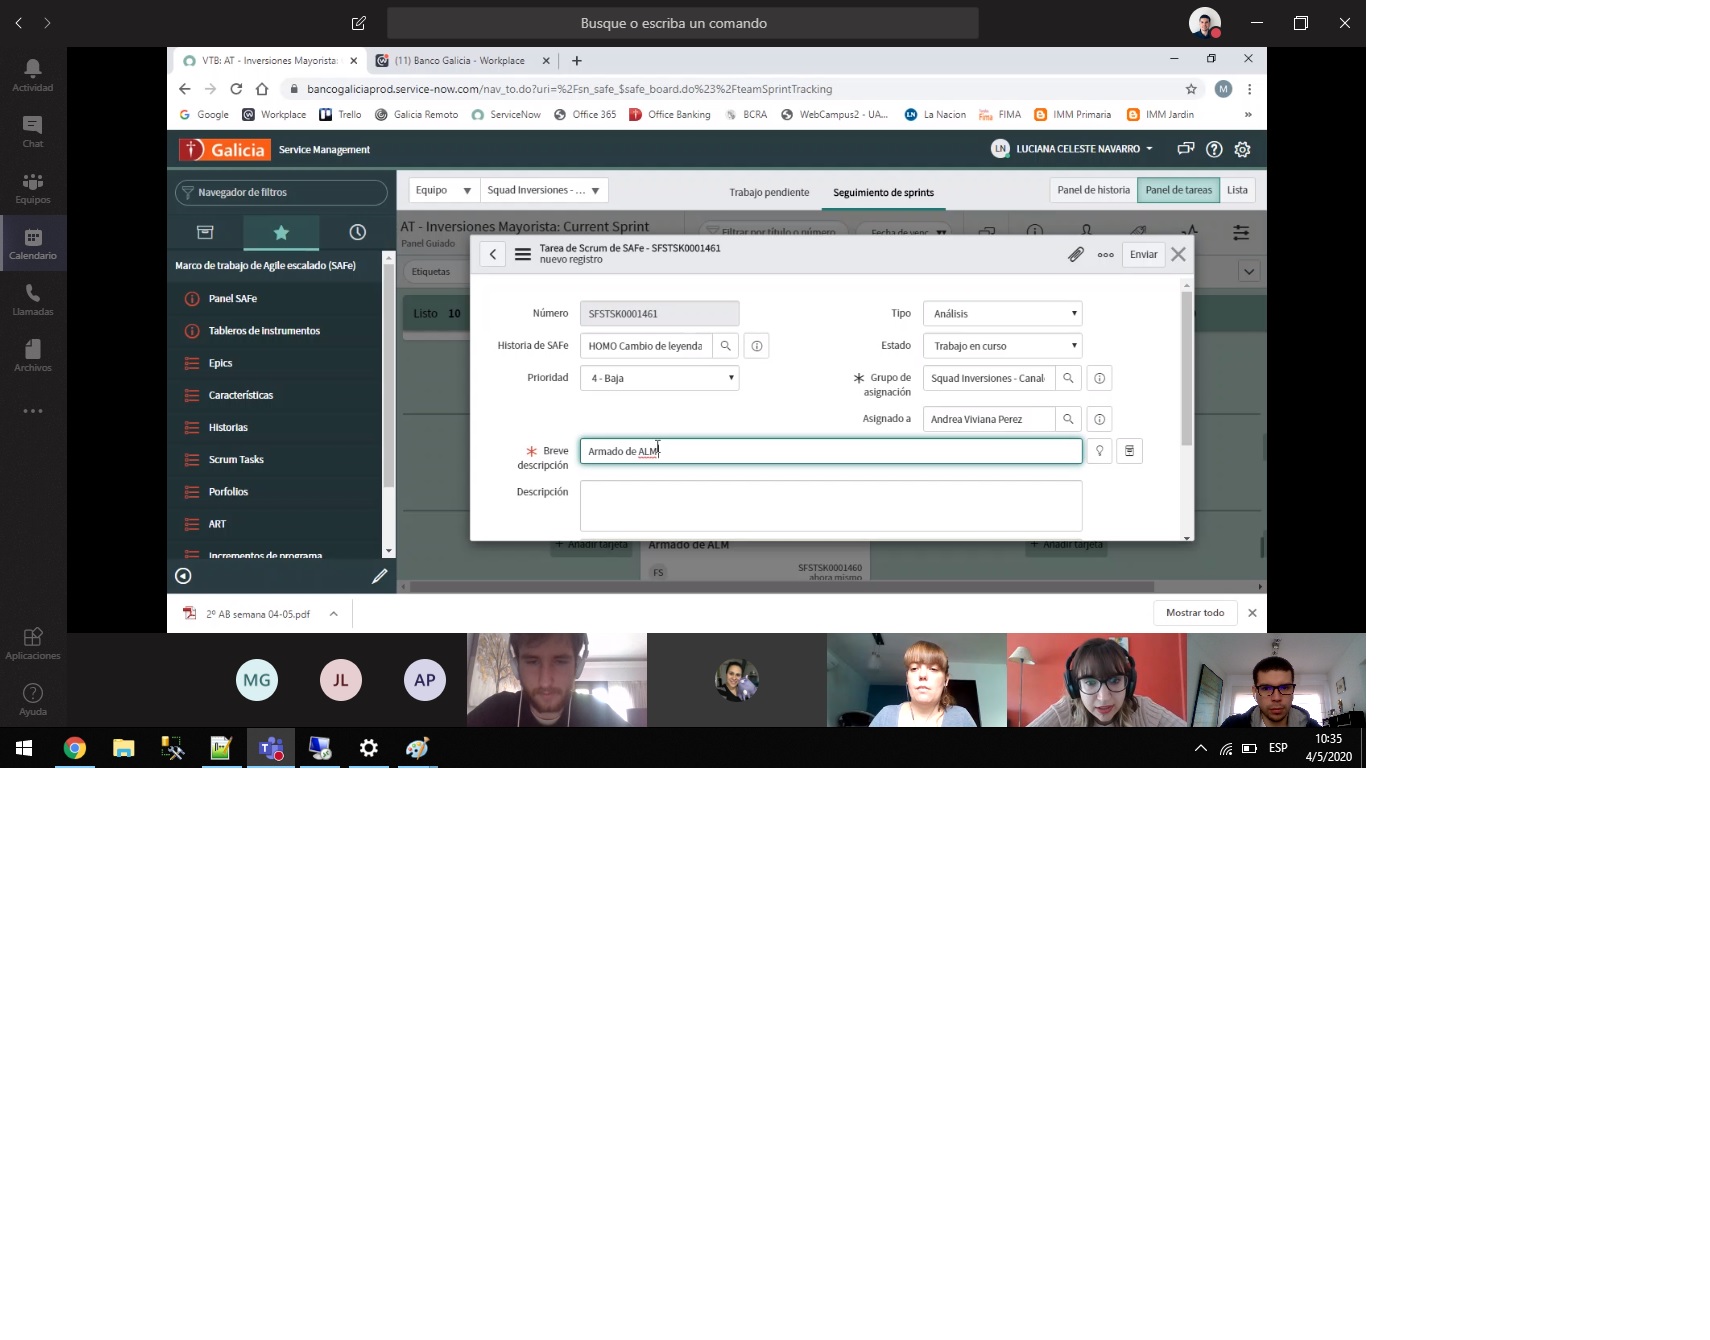 Busque o escriba un comando
Actividad
Chat
Equipos
Calendario
Llamadas
Archivos
Aplicaciones
Ayuda
VTB: AT - Inversiones Mayorista:
(11) Banco Galicia - Workplace
bancogaliciaprod.service-now.com/nav_to.do?uri=%2Fsn_safe_$safe_board.do%23%2FteamSprintTracking
M
Google Workplace Trello Galicia Remoto ServiceNow Office 365 Office Banking BCRA WebCampus2 - UA... La Nacion FIMA IMM Primaria IMM Jardin »
Galicia Service Management
LN LUCIANA CELESTE NAVARRO
Navegador de filtros
Marco de trabajo de Agile escalado (SAFe)
Panel SAFe
Tableros de instrumentos
Epics
Características
Historias
Scrum Tasks
Porfolios
ART
Incrementos de programa
Equipo
Squad Inversiones - ...
Trabajo pendiente
Seguimiento de sprints
Panel de historia
Panel de tareas
Lista
AT - Inversiones Mayorista: Current Sprint
Panel Guiado
Filtrar por título o número
Fecha de venc.
Etiquetas
Listo 10
Tarea de Scrum de SAFe - SFSTSK0001461
nuevo registro
Enviar
Número SFSTSK0001461
Tipo Análisis
Historia de SAFe HOMO Cambio de leyenda
Estado Trabajo en curso
Prioridad 4 - Baja
Grupo de asignación Squad Inversiones - Canal
Asignado a Andrea Viviana Perez
Breve descripción Armado de ALM
Descripción
+ Añadir tarjeta
Armado de ALM
+ Añadir tarjeta
FS
SFSTSK0001460
ahora mismo
2º AB semana 04-05.pdf
Mostrar todo
MG
JL
AP
ESP
10:35
4/5/2020